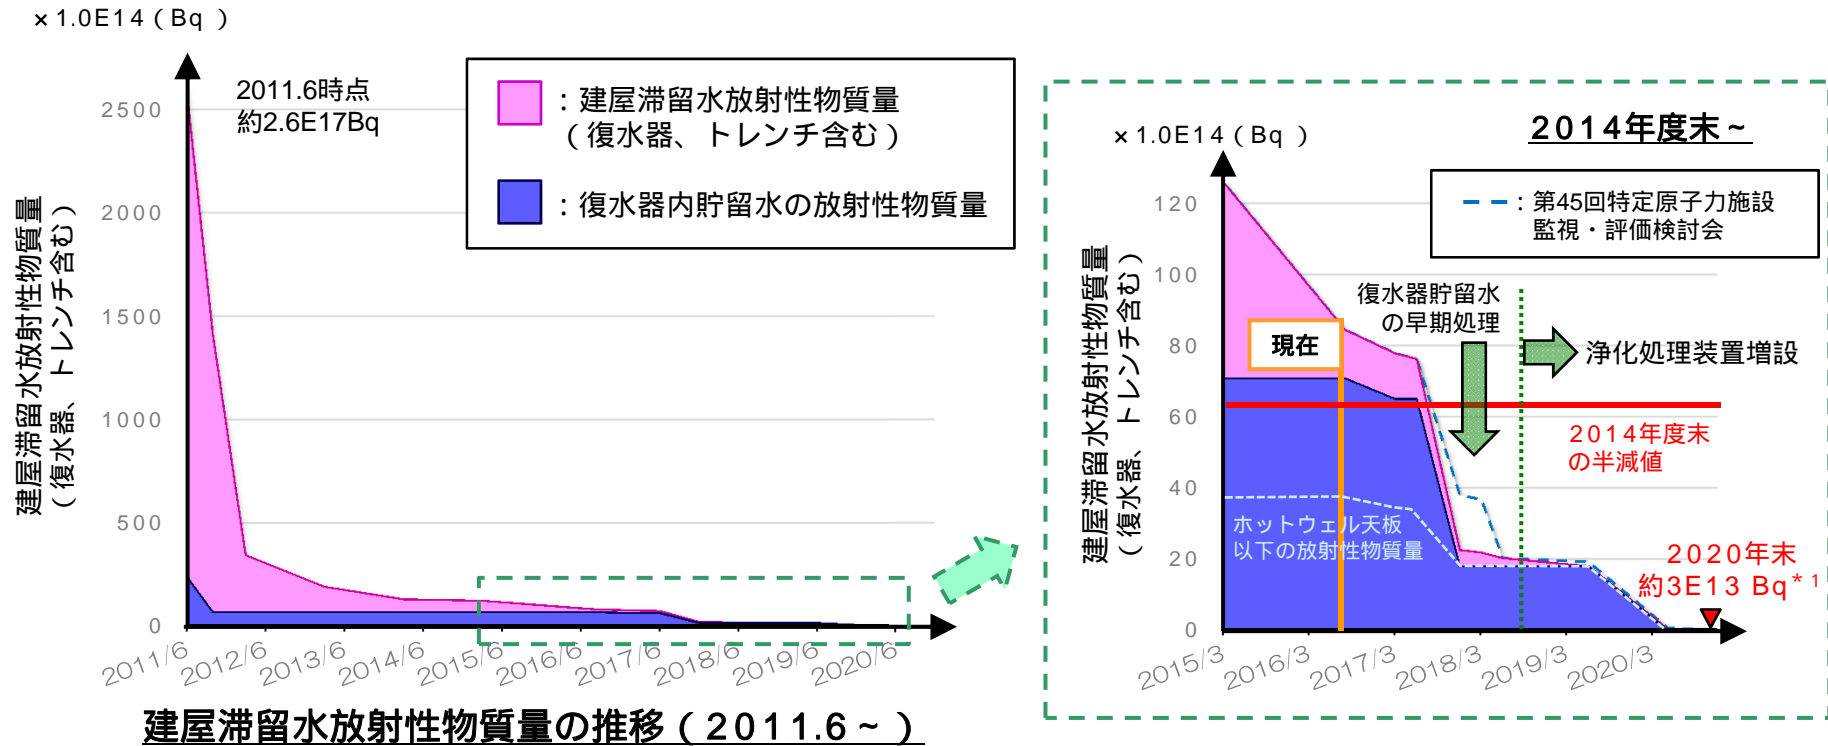 ×1.0E14(Bq )
2011.6時点
約2.6E17Bq
:建屋滞留水放射性物質量
(復水器、トレンチ含む)
:復水器内貯留水の放射性物質量
建屋滞留水放射性物質量
(復水器、トレンチ含む)
2500
2000
1500
1000
500
0
2011/6
2012/6
2013/6
2014/6
2015/6
2016/6
2017/6
2018/6
2019/6
2020/6
建屋滞留水放射性物質量の推移(2011.6~)
2014年度末~
×1.0E14(Bq )
:第45回特定原子力施設
監視・評価検討会
建屋滞留水放射性物質量
(復水器、トレンチ含む)
120
100
80
60
40
20
0
復水器貯留水
の早期処理
現在
浄化処理装置増設
2014年度末
の半減値
ホットウェル天板
以下の放射性物質量
2020年末
約3E13 Bq*1
2015/3
2016/3
2017/3
2018/3
2019/3
2020/3